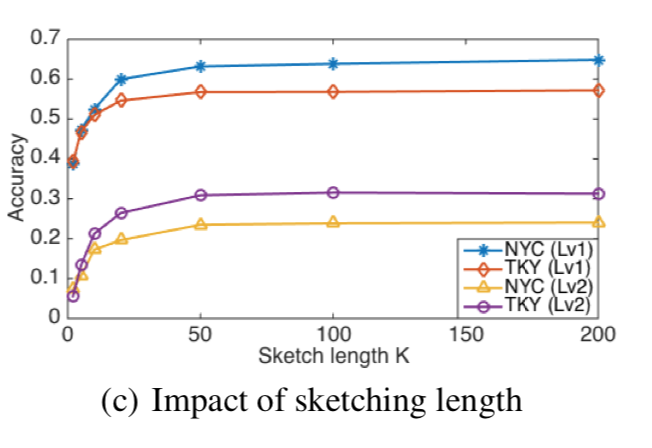 0.7
0.6
0.5
0.4
0.3
0.2
0.1
0
Accuracy
NYC (Lv1)
TKY (Lv1)
NYC (Lv2)
TKY (Lv2)
0 50 100 150 200
Sketch length K
(c) Impact of sketching length